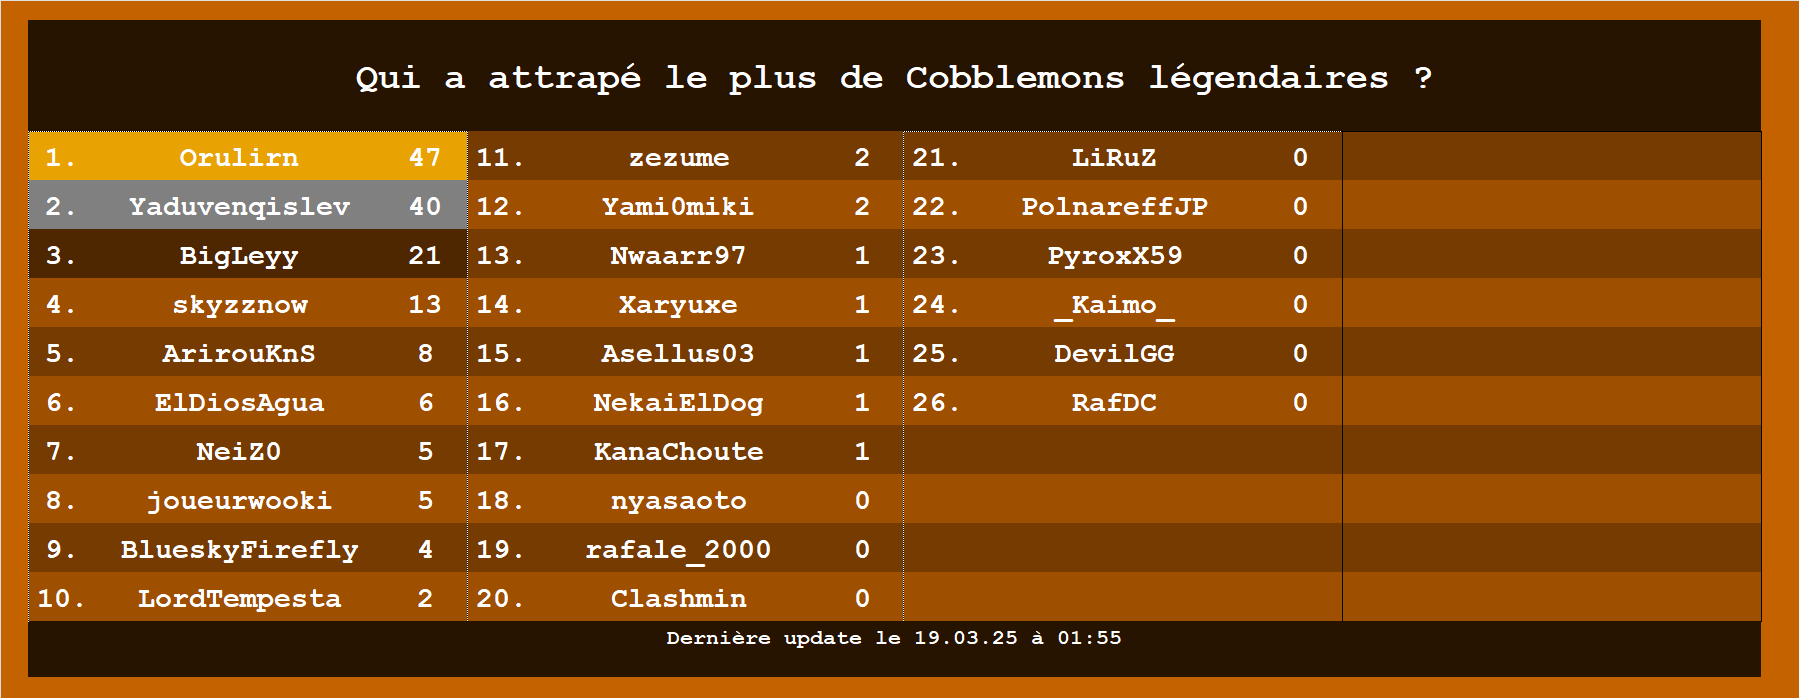 Qui a attrapé le plus de Cobblemons légendaires ?
1. Orulirn 47
2. Yaduvenqislev 40
3. BigLeyy 21
4. skyzznow 13
5. ArirouKnS 8
6. ElDiosAgua 6
7. NeiZ0 5
8. joueurwooki 5
9. BlueskyFirefly 4
10. LordTempesta 2
11. zezume 2
12. Yami0miki 2
13. Nwaarr97 1
14. Xaryuxe 1
15. Asellus03 1
16. NekaiElDog 1
17. KanaChoute 1
18. nyasaoto 0
19. rafale_2000 0
20. Clashmin 0
21. LiRuZ 0
22. PolnareffJP 0
23. PyroxX59 0
24. _Kaimo_ 0
25. DevilGG 0
26. RafDC 0
Dernière update le 19.03.25 à 01:55